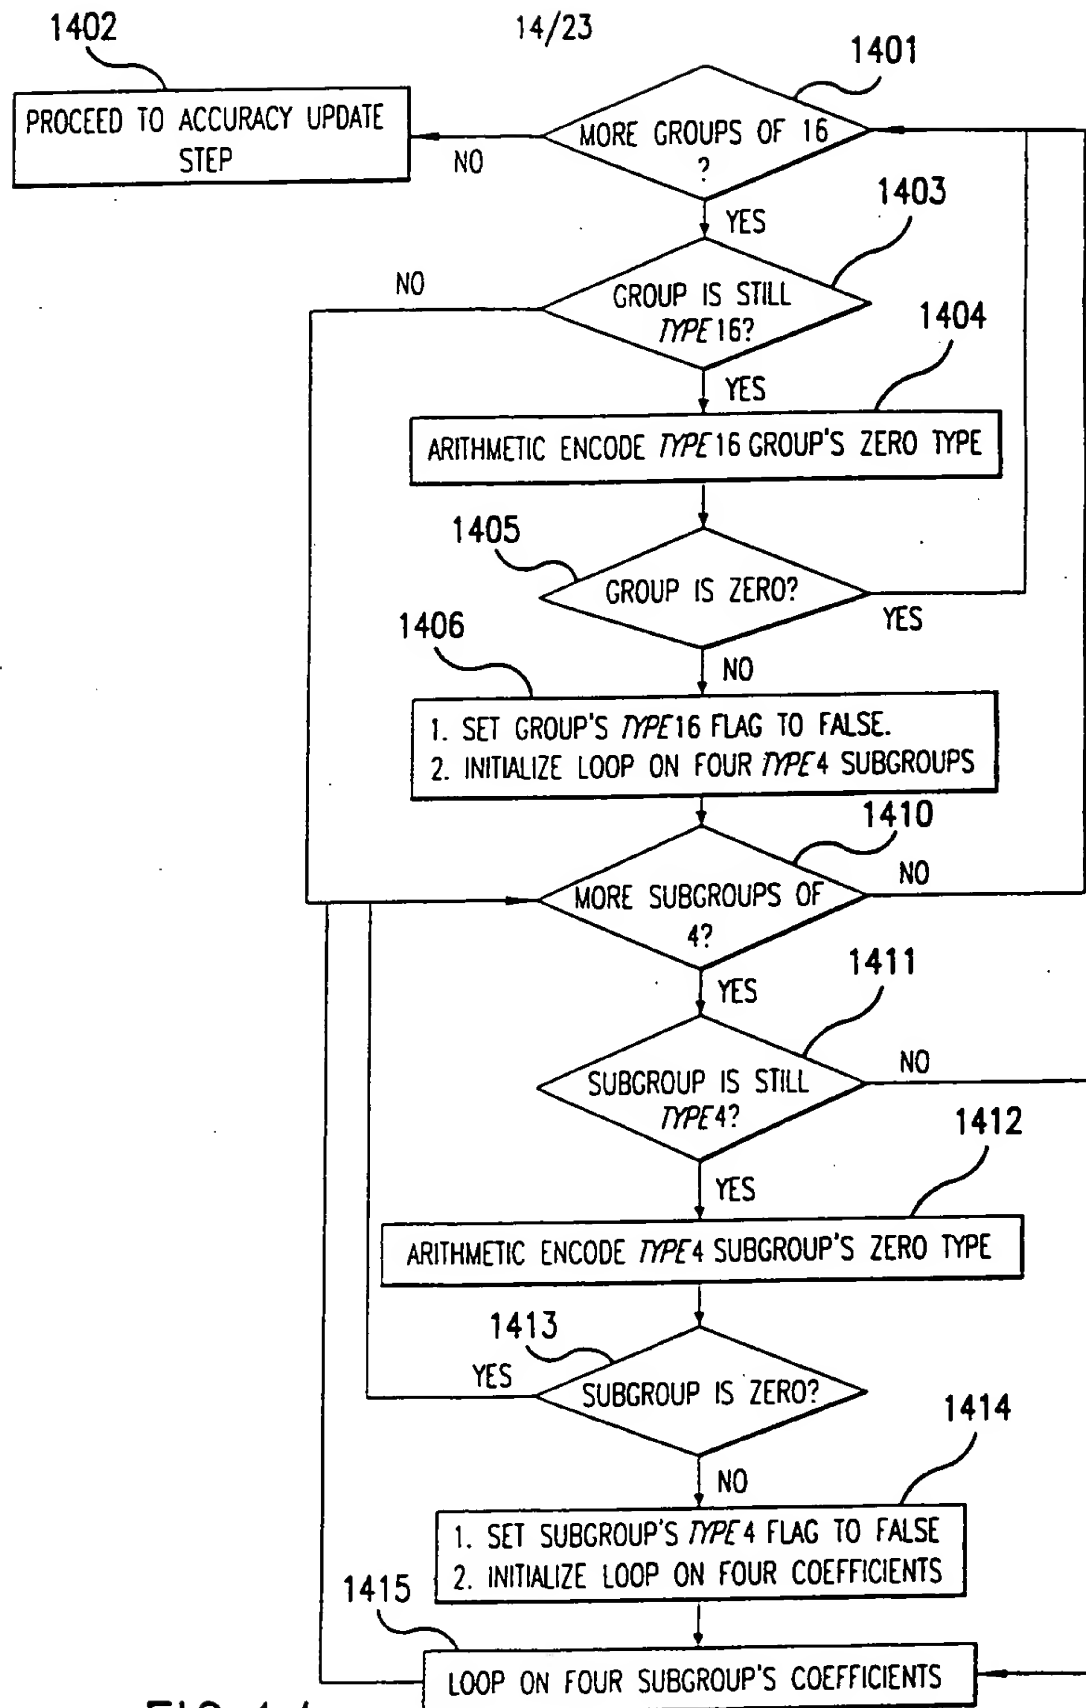 1402
14/23
1401
PROCEED TO ACCURACY UPDATE
STEP
MORE GROUPS OF 16
?
NO
YES
1403
NO
GROUP IS STILL
TYPE 16?
1404
YES
ARITHMETIC ENCODE TYPE 16 GROUP'S ZERO TYPE
1405
GROUP IS ZERO?
YES
1406
NO
1. SET GROUP'S TYPE 16 FLAG TO FALSE.
2. INITIALIZE LOOP ON FOUR TYPE 4 SUBGROUPS
1410
MORE SUBGROUPS OF
4?
NO
YES
1411
SUBGROUP IS STILL
TYPE 4?
NO
1412
YES
ARITHMETIC ENCODE TYPE 4 SUBGROUP'S ZERO TYPE
1413
YES
SUBGROUP IS ZERO?
1414
NO
1. SET SUBGROUP'S TYPE 4 FLAG TO FALSE
2. INITIALIZE LOOP ON FOUR COEFFICIENTS
1415
LOOP ON FOUR SUBGROUP'S COEFFICIENTS